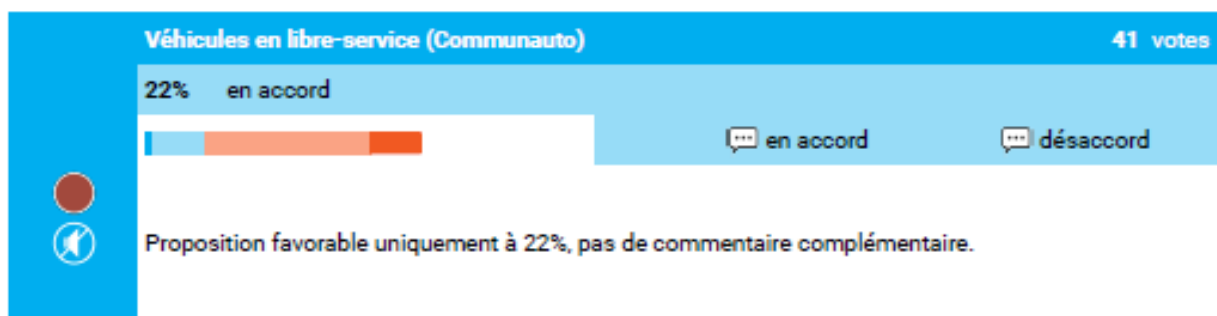 Véhicules en libre-service (Communauto) 41 votes
22% en accord
en accord désaccord
Proposition favorable uniquement à 22%, pas de commentaire complémentaire.